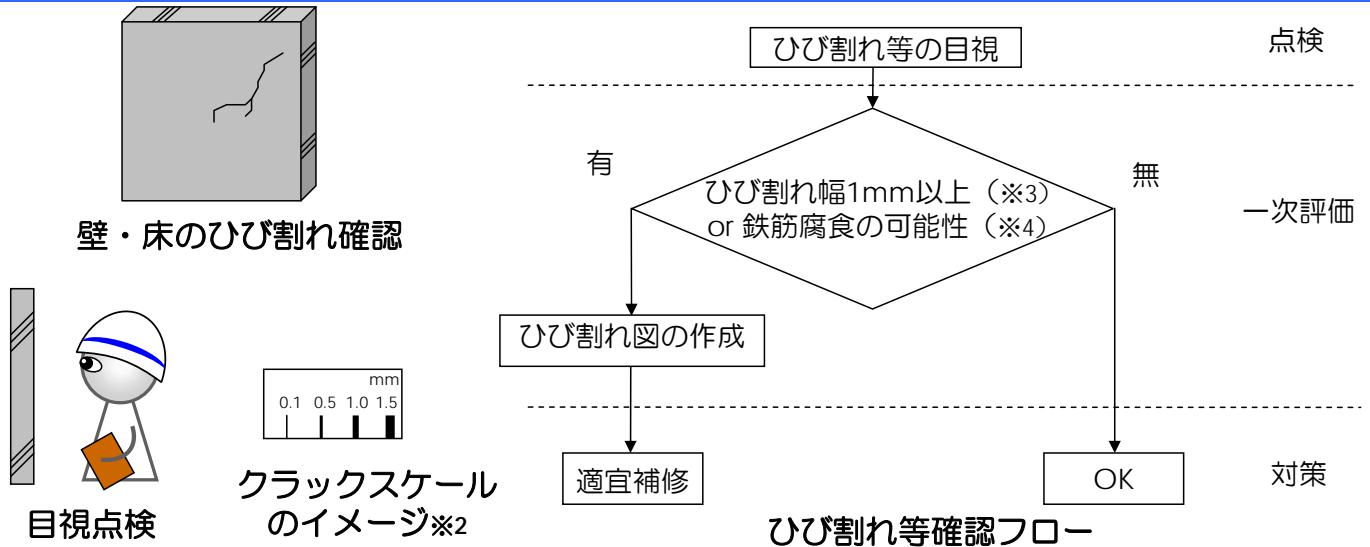 壁・床のひび割れ確認
目視点検
mm
0.1 0.5 1.0 1.5
クラックスケール
のイメージ※2
ひび割れ等の目視
点検
有
無
ひび割れ幅1mm以上（※3）
or 鉄筋腐食の可能性（※4）
一次評価
ひび割れ図の作成
適宜補修
OK
対策
ひび割れ等確認フロー